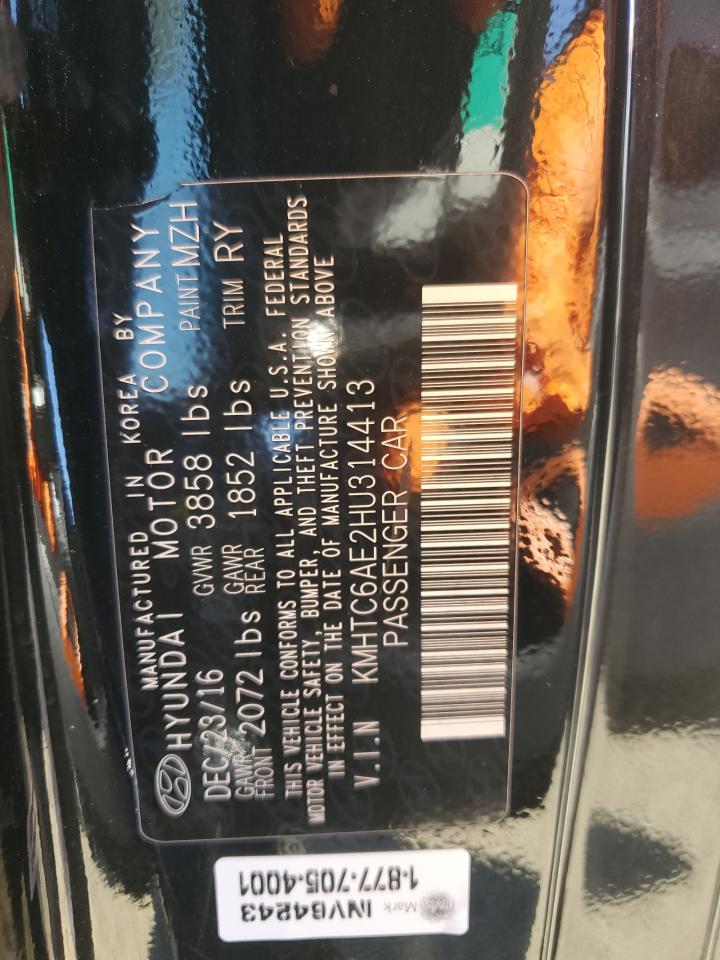 MANUFACTURED IN KOREA BY
HYUNDAI MOTOR COMPANY
DEC/23/16 GVWR 3858 lbs PAINT MZH
GAWR FRONT 2072 lbs GAWR REAR 1852 lbs TRIM RY
THIS VEHICLE CONFORMS TO ALL APPLICABLE U.S.A. FEDERAL
MOTOR VEHICLE SAFETY, BUMPER, AND THEFT PREVENTION STANDARDS
IN EFFECT ON THE DATE OF MANUFACTURE SHOWN ABOVE
V.I.N KMHTC6AE2HU314413
PASSENGER CAR
Mark
INV64243
1-877-705-4001